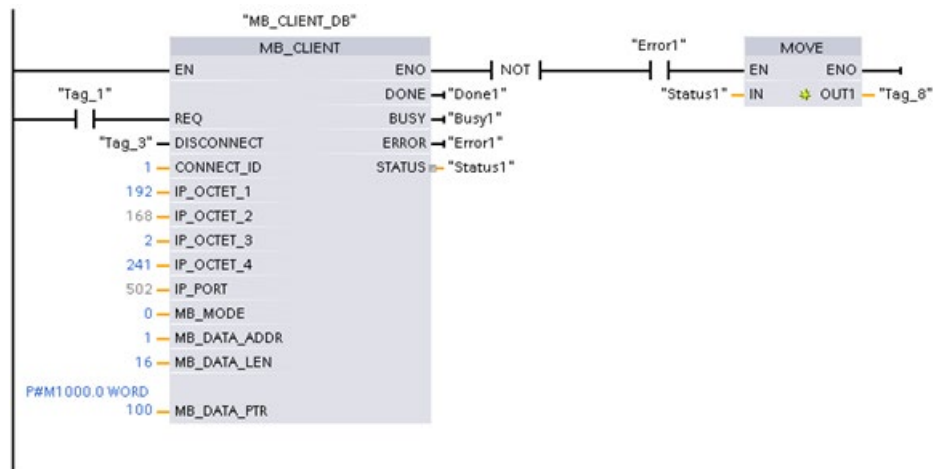 "MB_CLIENT_DB"
MB_CLIENT "Error1" MOVE
EN ENO NOT EN ENO
"Tag_1" DONE "Done1" "Status1" IN OUT1 "Tag_8"
REQ BUSY "Busy1"
"Tag_3" DISCONNECT ERROR "Error1"
1 CONNECT_ID STATUS "Status1"
192 IP_OCTET_1
168 IP_OCTET_2
2 IP_OCTET_3
241 IP_OCTET_4
502 IP_PORT
0 MB_MODE
1 MB_DATA_ADDR
16 MB_DATA_LEN
P#M1000.0 WORD
100 MB_DATA_PTR